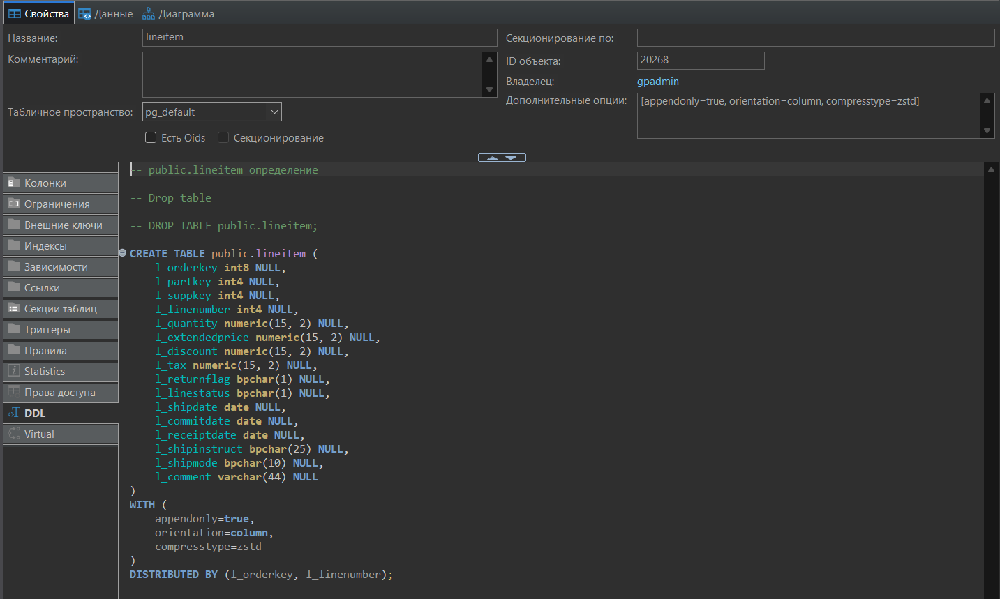 Свойства Данные Диаграмма
Название: lineitem
Комментарий:
Табличное пространство: pg_default
Есть Oids Секционирование
Секционирование по:
ID объекта: 20268
Владелец: gpadmin
Дополнительные опции: [appendonly=true, orientation=column, compresstype=zstd]
Колонки
Ограничения
Внешние ключи
Индексы
Зависимости
Ссылки
Секции таблиц
Триггеры
Правила
Statistics
Права доступа
DDL
Virtual
-- public.lineitem определение
-- Drop table
-- DROP TABLE public.lineitem;
CREATE TABLE public.lineitem (
l_orderkey int8 NULL,
l_partkey int4 NULL,
l_suppkey int4 NULL,
l_linenumber int4 NULL,
l_quantity numeric(15, 2) NULL,
l_extendedprice numeric(15, 2) NULL,
l_discount numeric(15, 2) NULL,
l_tax numeric(15, 2) NULL,
l_returnflag bpchar(1) NULL,
l_linestatus bpchar(1) NULL,
l_shipdate date NULL,
l_commitdate date NULL,
l_receiptdate date NULL,
l_shipinstruct bpchar(25) NULL,
l_shipmode bpchar(10) NULL,
l_comment varchar(44) NULL
)
WITH (
appendonly=true,
orientation=column,
compresstype=zstd
)
DISTRIBUTED BY (l_orderkey, l_linenumber);